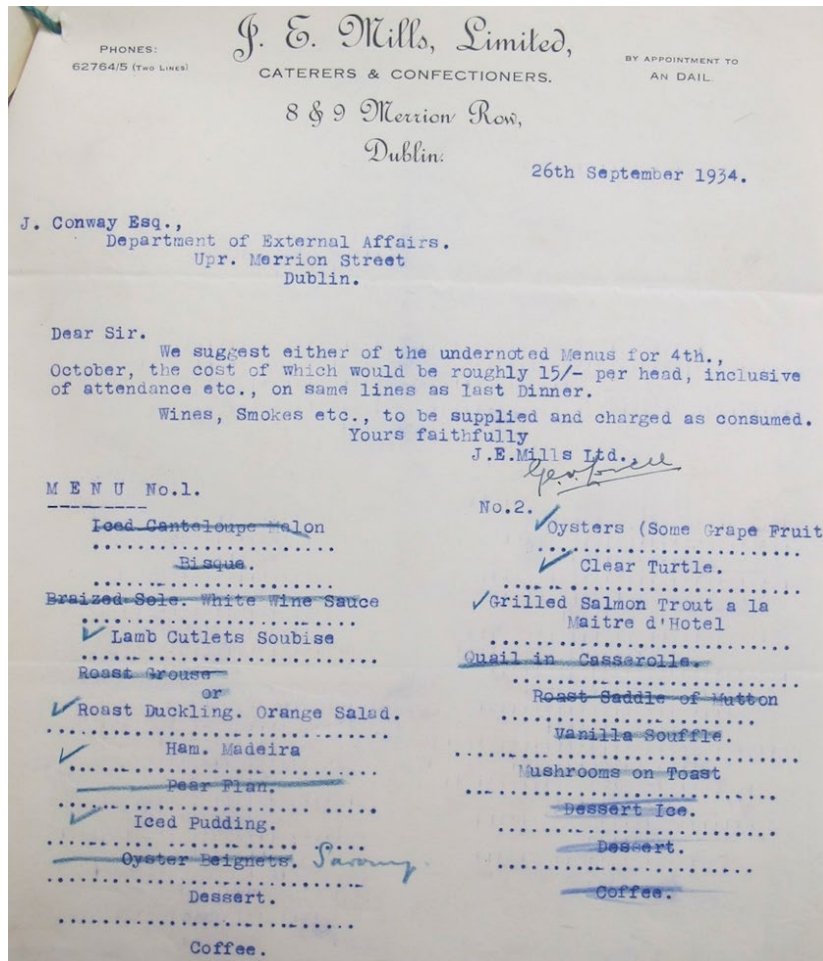 J. E. Mills, Limited,
PHONES:
62764/5 (TWO LINES)
CATERERS & CONFECTIONERS.
BY APPOINTMENT TO
AN DAIL
8 & 9 Merrion Row,
Dublin.
26th September 1934.
J. Conway Esq.,
Department of External Affairs.
Upr. Merrion Street
Dublin.
Dear Sir.
We suggest either of the undernoted Menus for 4th.,
October, the cost of which would be roughly 15/- per head, inclusive
of attendance etc., on same lines as last Dinner.
Wines, Smokes etc., to be supplied and charged as consumed.
Yours faithfully
J.E.Mills Ltd.,
M E N U No.1.
Iced Canteloupe Malon
Bisque.
Braized Sole. White Wine Sauce
Lamb Cutlets Soubise
Roast Grouse
or
Roast Duckling. Orange Salad.
Ham. Madeira
Pear Flan.
Iced Pudding.
Oyster Beignets. Savoury
Dessert.
Coffee.
No.2.
Oysters (Some Grape Fruit
Clear Turtle.
Grilled Salmon Trout a la
Maitre d'Hotel
Quail in Casserolle.
Roast Saddle of Mutton
Vanilla Souffle.
Mushrooms on Toast
Dessert Ice.
Dessert.
Coffee.